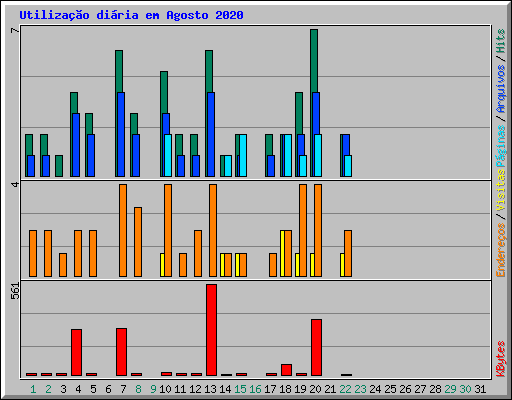 Utilização diária em Agosto 2020
7
4
561
Endereços / Visitas Páginas / Arquivos / Hits
KBytes
1 2 3 4 5 6 7 8 9 10 11 12 13 14 15 16 17 18 19 20 21 22 23 24 25 26 27 28 29 30 31